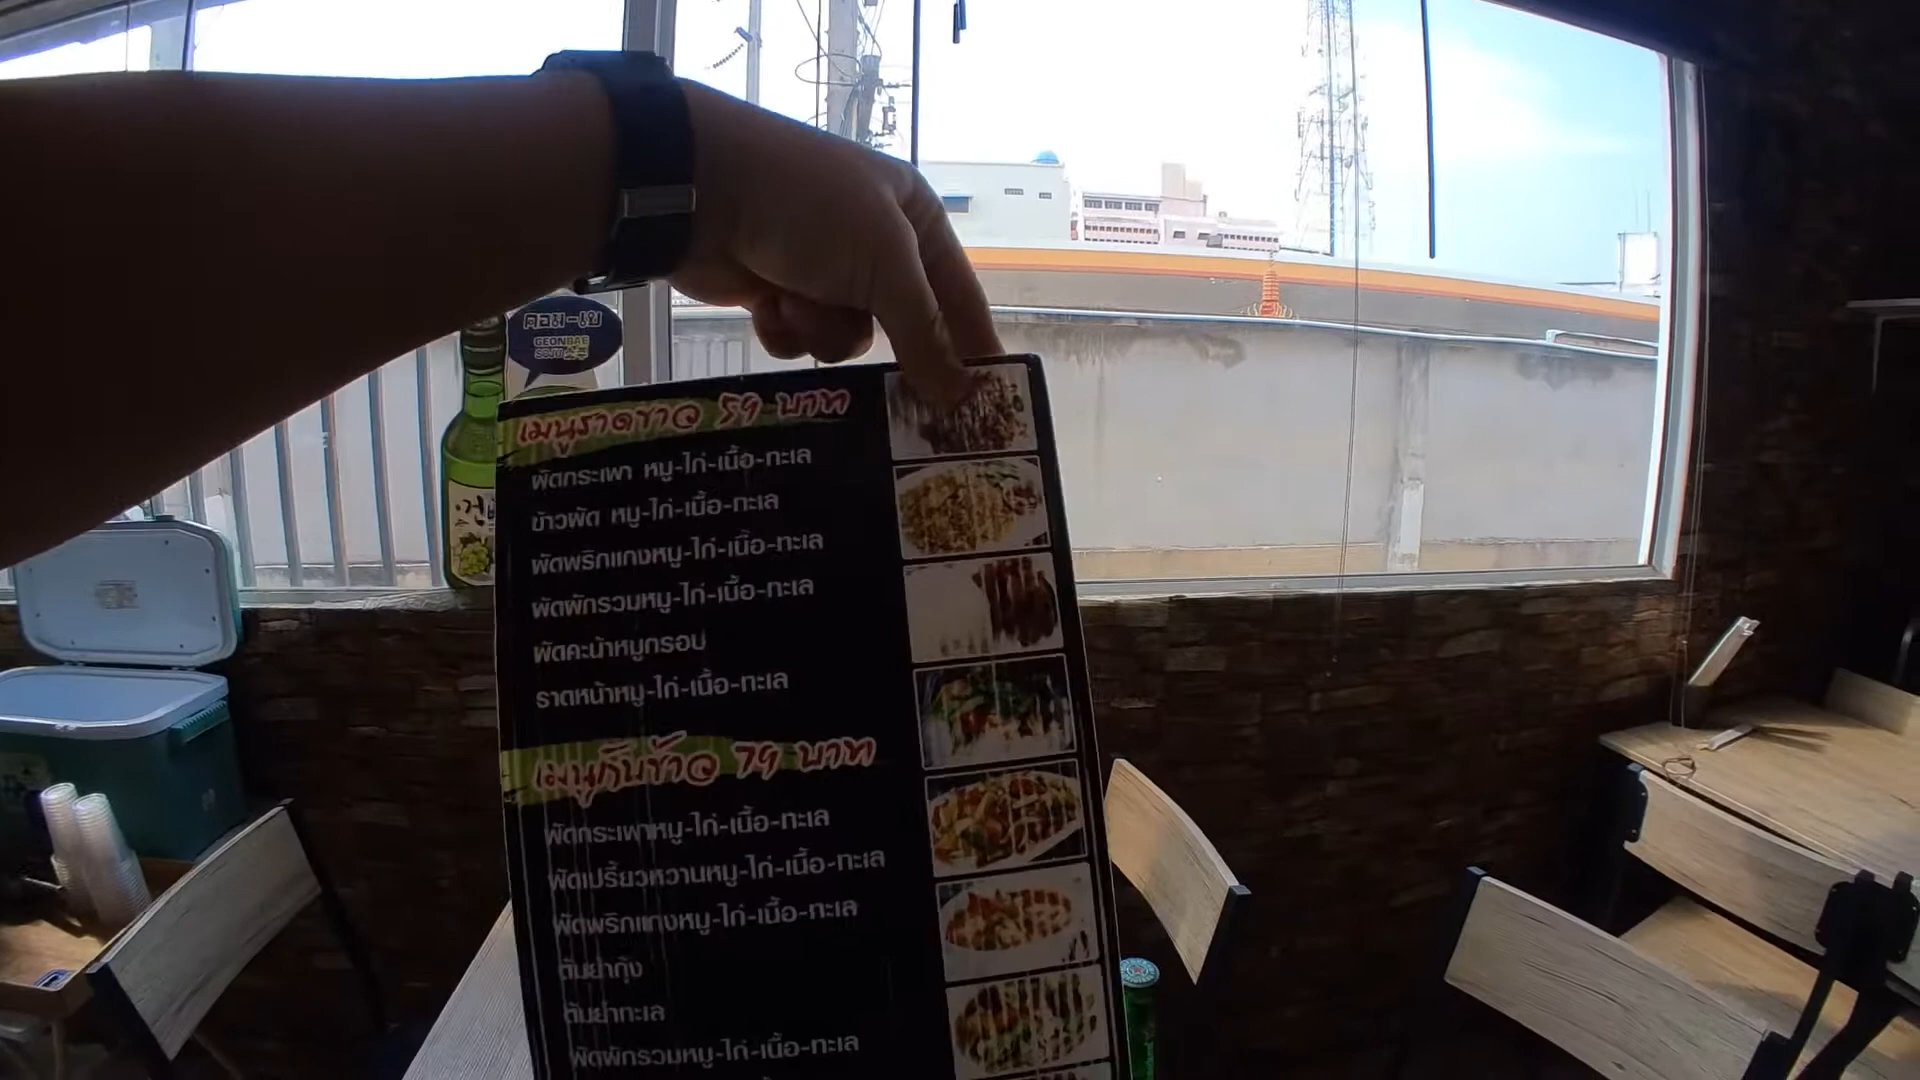 คอม-เบ
GEONBAE
SOJU 소주
เมนูราดข้าว 59 บาท
ผัดกระเพา หมู-ไก่-เนื้อ-ทะเล
ข้าวผัด หมู-ไก่-เนื้อ-ทะเล
ผัดพริกแกงหมู-ไก่-เนื้อ-ทะเล
ผัดผักรวมหมู-ไก่-เนื้อ-ทะเล
ผัดคะน้าหมูกรอบ
ราดหน้าหมู-ไก่-เนื้อ-ทะเล
เมนูกับข้าว 79 บาท
ผัดกระเพาหมู-ไก่-เนื้อ-ทะเล
ผัดเปรี้ยวหวานหมู-ไก่-เนื้อ-ทะเล
ผัดพริกแกงหมู-ไก่-เนื้อ-ทะเล
ต้มยำกุ้ง
ต้มยำทะเล
ผัดผักรวมหมู-ไก่-เนื้อ-ทะเล